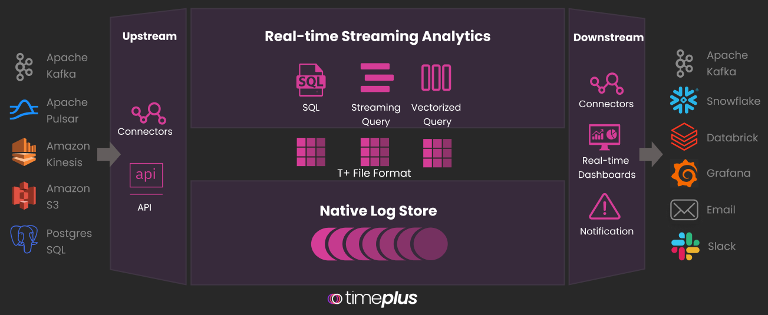 Apache
Kafka
Apache
Pulsar
Amazon
Kinesis
Amazon
S3
Postgres
SQL
Upstream
Connectors
api
API
Real-time Streaming Analytics
SQL
SQL
Streaming
Query
Vectorized
Query
T+ File Format
Native Log Store
Downstream
Connectors
Real-time
Dashboards
Notification
Apache
Kafka
Snowflake
Databrick
Grafana
Email
Slack
timeplus